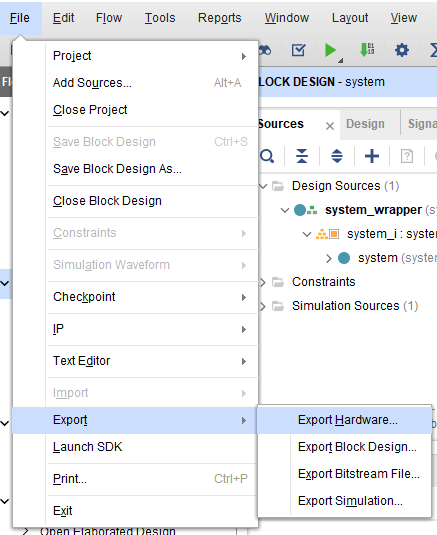 File Edit Flow Tools Reports Window Layout View
Project
Add Sources... Alt+A
Close Project
Save Block Design Ctrl+S
Save Block Design As...
Close Block Design
Constraints
Simulation Waveform
Checkpoint
IP
Text Editor
Import
Export
Launch SDK
Print... Ctrl+P
Exit
Export Hardware...
Export Block Design...
Export Bitstream File...
Export Simulation...
LOCK DESIGN - system
Sources Design Signa
Design Sources (1)
system_wrapper
system_i : system
system (system
Constraints
Simulation Sources (1)
Open Elaborated Design